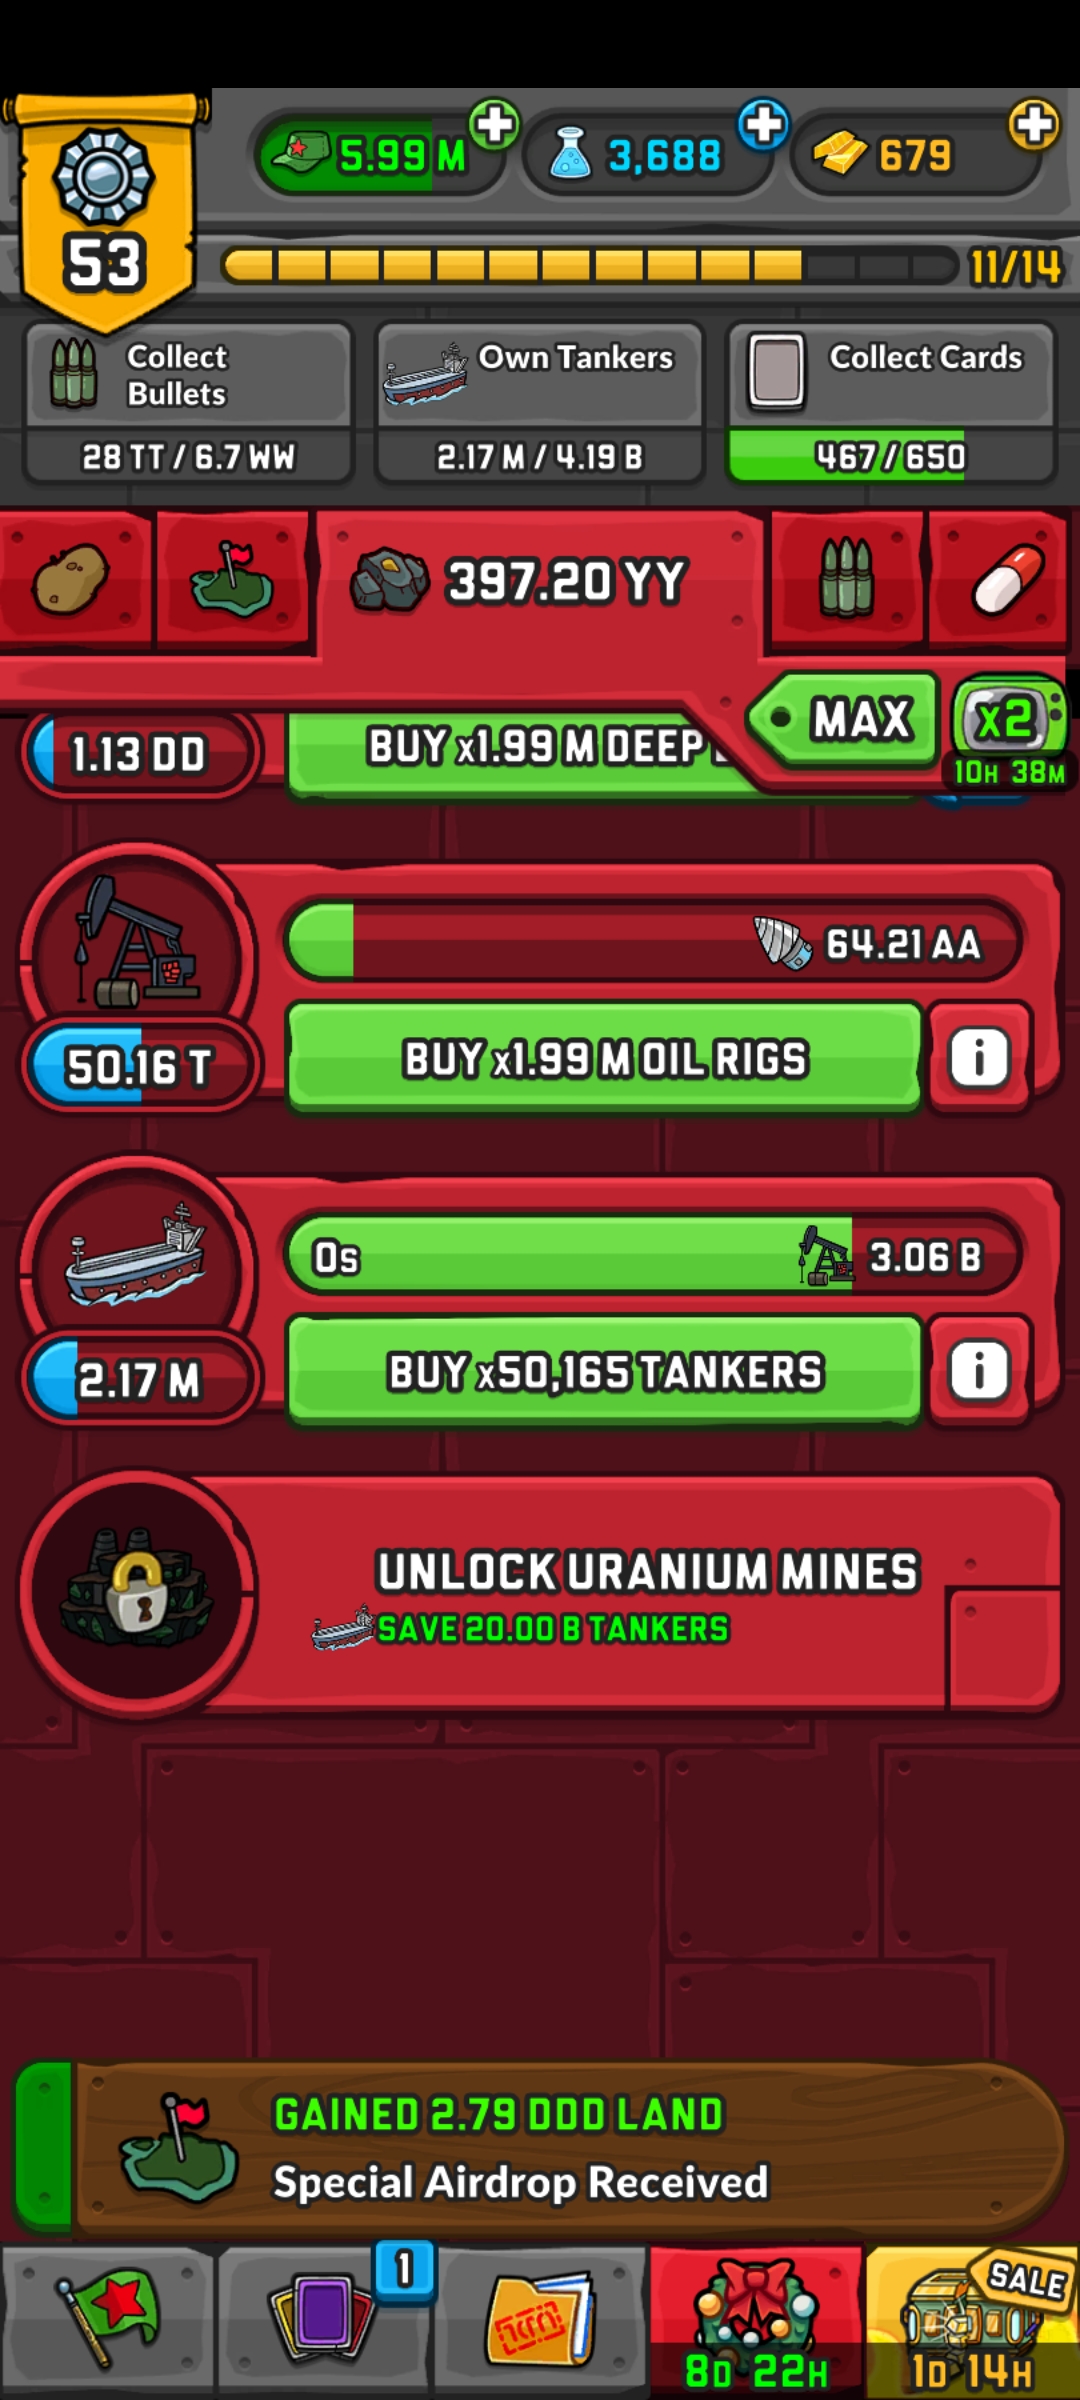 5.99 M
3,688
679
53
11/14
Collect
Bullets
Own Tankers
Collect Cards
28 TT / 6.7 WW
2.17 M / 4.19 B
467/650
397.20 YY
MAX
x2
10H 38M
1.13 DD
BUY x1.99 M DEEP
64.21 AA
50.16 T
BUY x1.99 M OIL RIGS
i
0s
3.06 B
2.17 M
BUY x50,165 TANKERS
i
UNLOCK URANIUM MINES
SAVE 20.00 B TANKERS
GAINED 2.79 DDD LAND
Special Airdrop Received
1
SALE
8D 22H
1D 14H